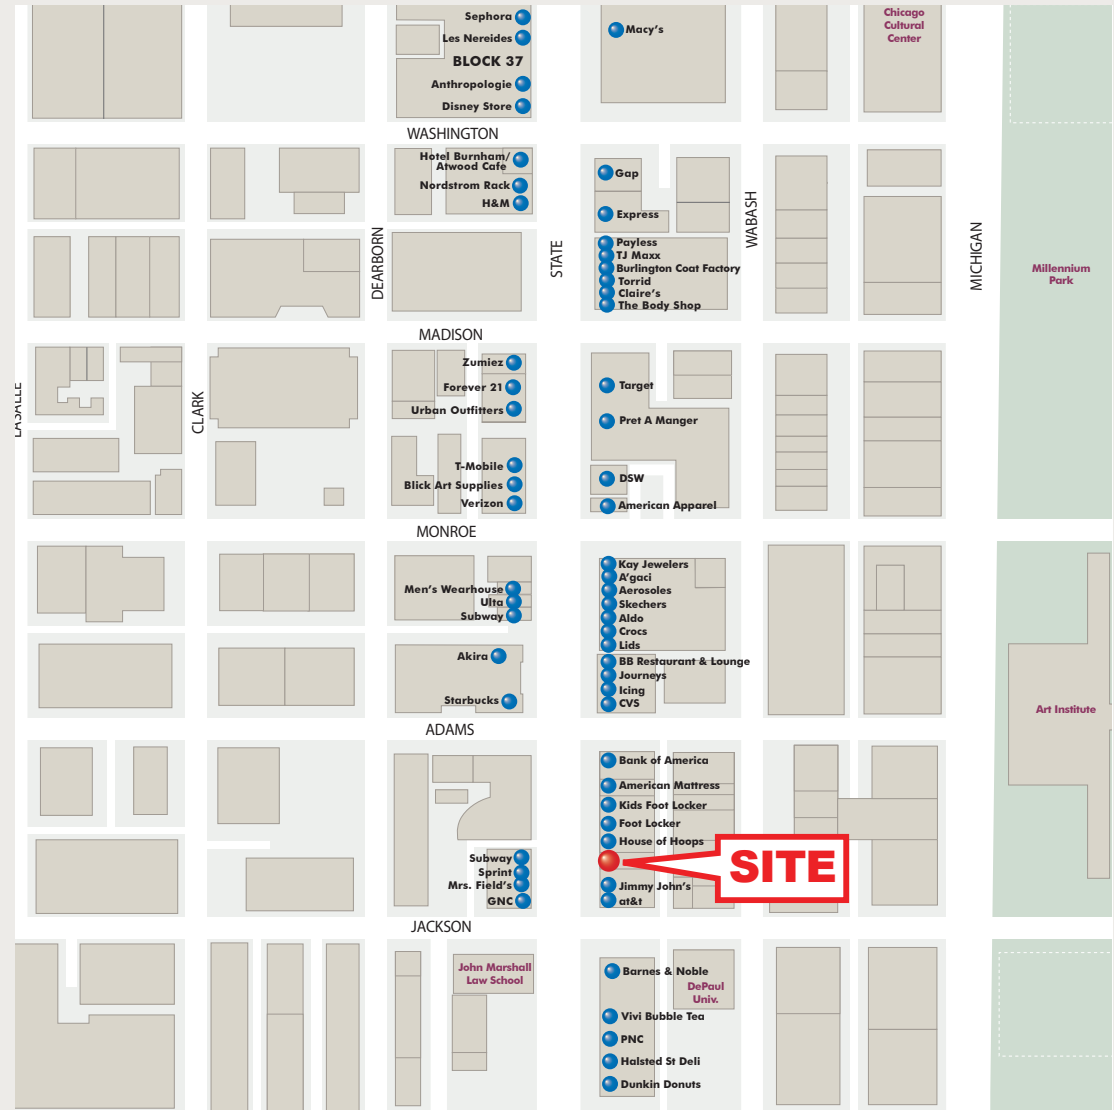 Sephora
Les Nereides
BLOCK 37
Anthropologie
Disney Store
Macy's
Chicago
Cultural
Center
WASHINGTON
Hotel Burnham/
Atwood Cafe
Nordstrom Rack
H&M
Gap
Express
Payless
TJ Maxx
Burlington Coat Factory
Torrid
Claire's
The Body Shop
DEARBORN
STATE
WABASH
MICHIGAN
Millennium
Park
MADISON
LASALLE
CLARK
Zumiez
Forever 21
Urban Outfitters
T-Mobile
Blick Art Supplies
Verizon
Target
Pret A Manger
DSW
American Apparel
MONROE
Men's Wearhouse
Ulta
Subway
Akira
Starbucks
Kay Jewelers
A'gaci
Aerosoles
Skechers
Aldo
Crocs
Lids
BB Restaurant & Lounge
Journeys
Icing
CVS
Art Institute
ADAMS
Bank of America
American Mattress
Kids Foot Locker
Foot Locker
House of Hoops
SITE
Jimmy John's
at&t
Subway
Sprint
Mrs. Field's
GNC
JACKSON
John Marshall
Law School
Barnes & Noble
DePaul
Univ.
Vivi Bubble Tea
PNC
Halsted St Deli
Dunkin Donuts